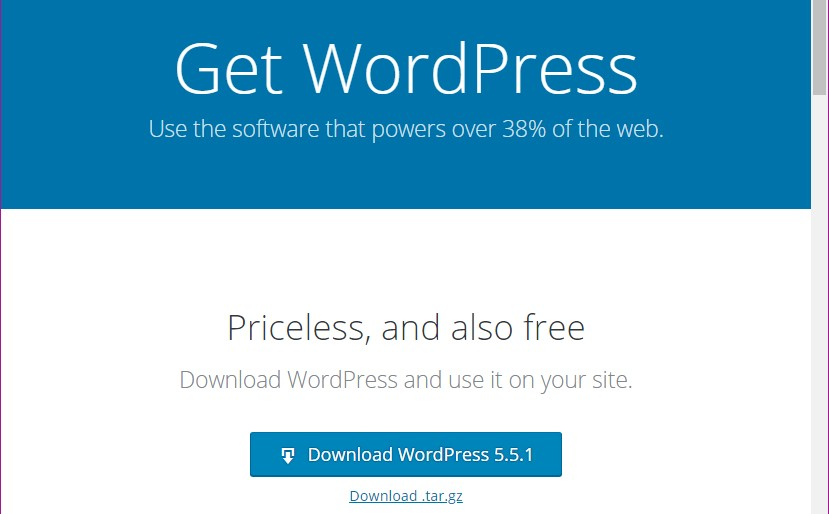 Get WordPress
Use the software that powers over 38% of the web.
Priceless, and also free
Download WordPress and use it on your site.
Download WordPress 5.5.1
Download .tar.gz